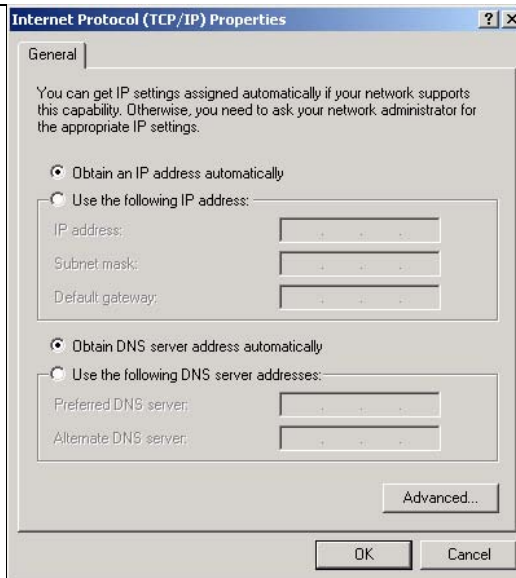 Internet Protocol (TCP/IP) Properties
General
You can get IP settings assigned automatically if your network supports
this capability. Otherwise, you need to ask your network administrator for
the appropriate IP settings.
Obtain an IP address automatically
Use the following IP address:
IP address:
Subnet mask:
Default gateway:
Obtain DNS server address automatically
Use the following DNS server addresses:
Preferred DNS server:
Alternate DNS server:
Advanced...
OK Cancel